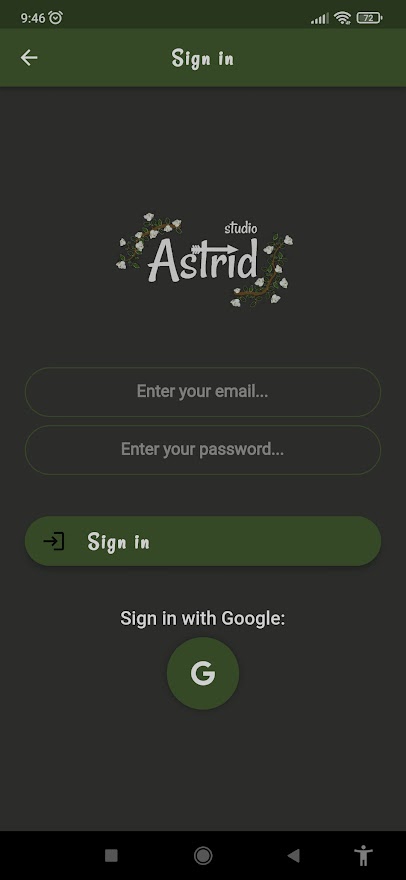 9:46
72
Sign in
studio
Astrid
Enter your email...
Enter your password...
Sign in
Sign in with Google:
G